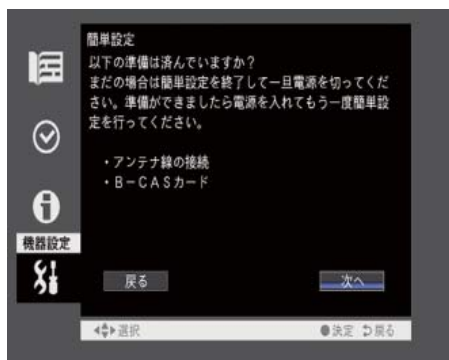 簡単設定
以下の準備は済んでいますか?
まだの場合は簡単設定を終了して一旦電源を切ってくだ
さい。準備ができましたら電源を入れてもう一度簡単設
定を行ってください。
・アンテナ線の接続
・B-CASカード
機器設定
戻る
次へ
選択
決定
戻る